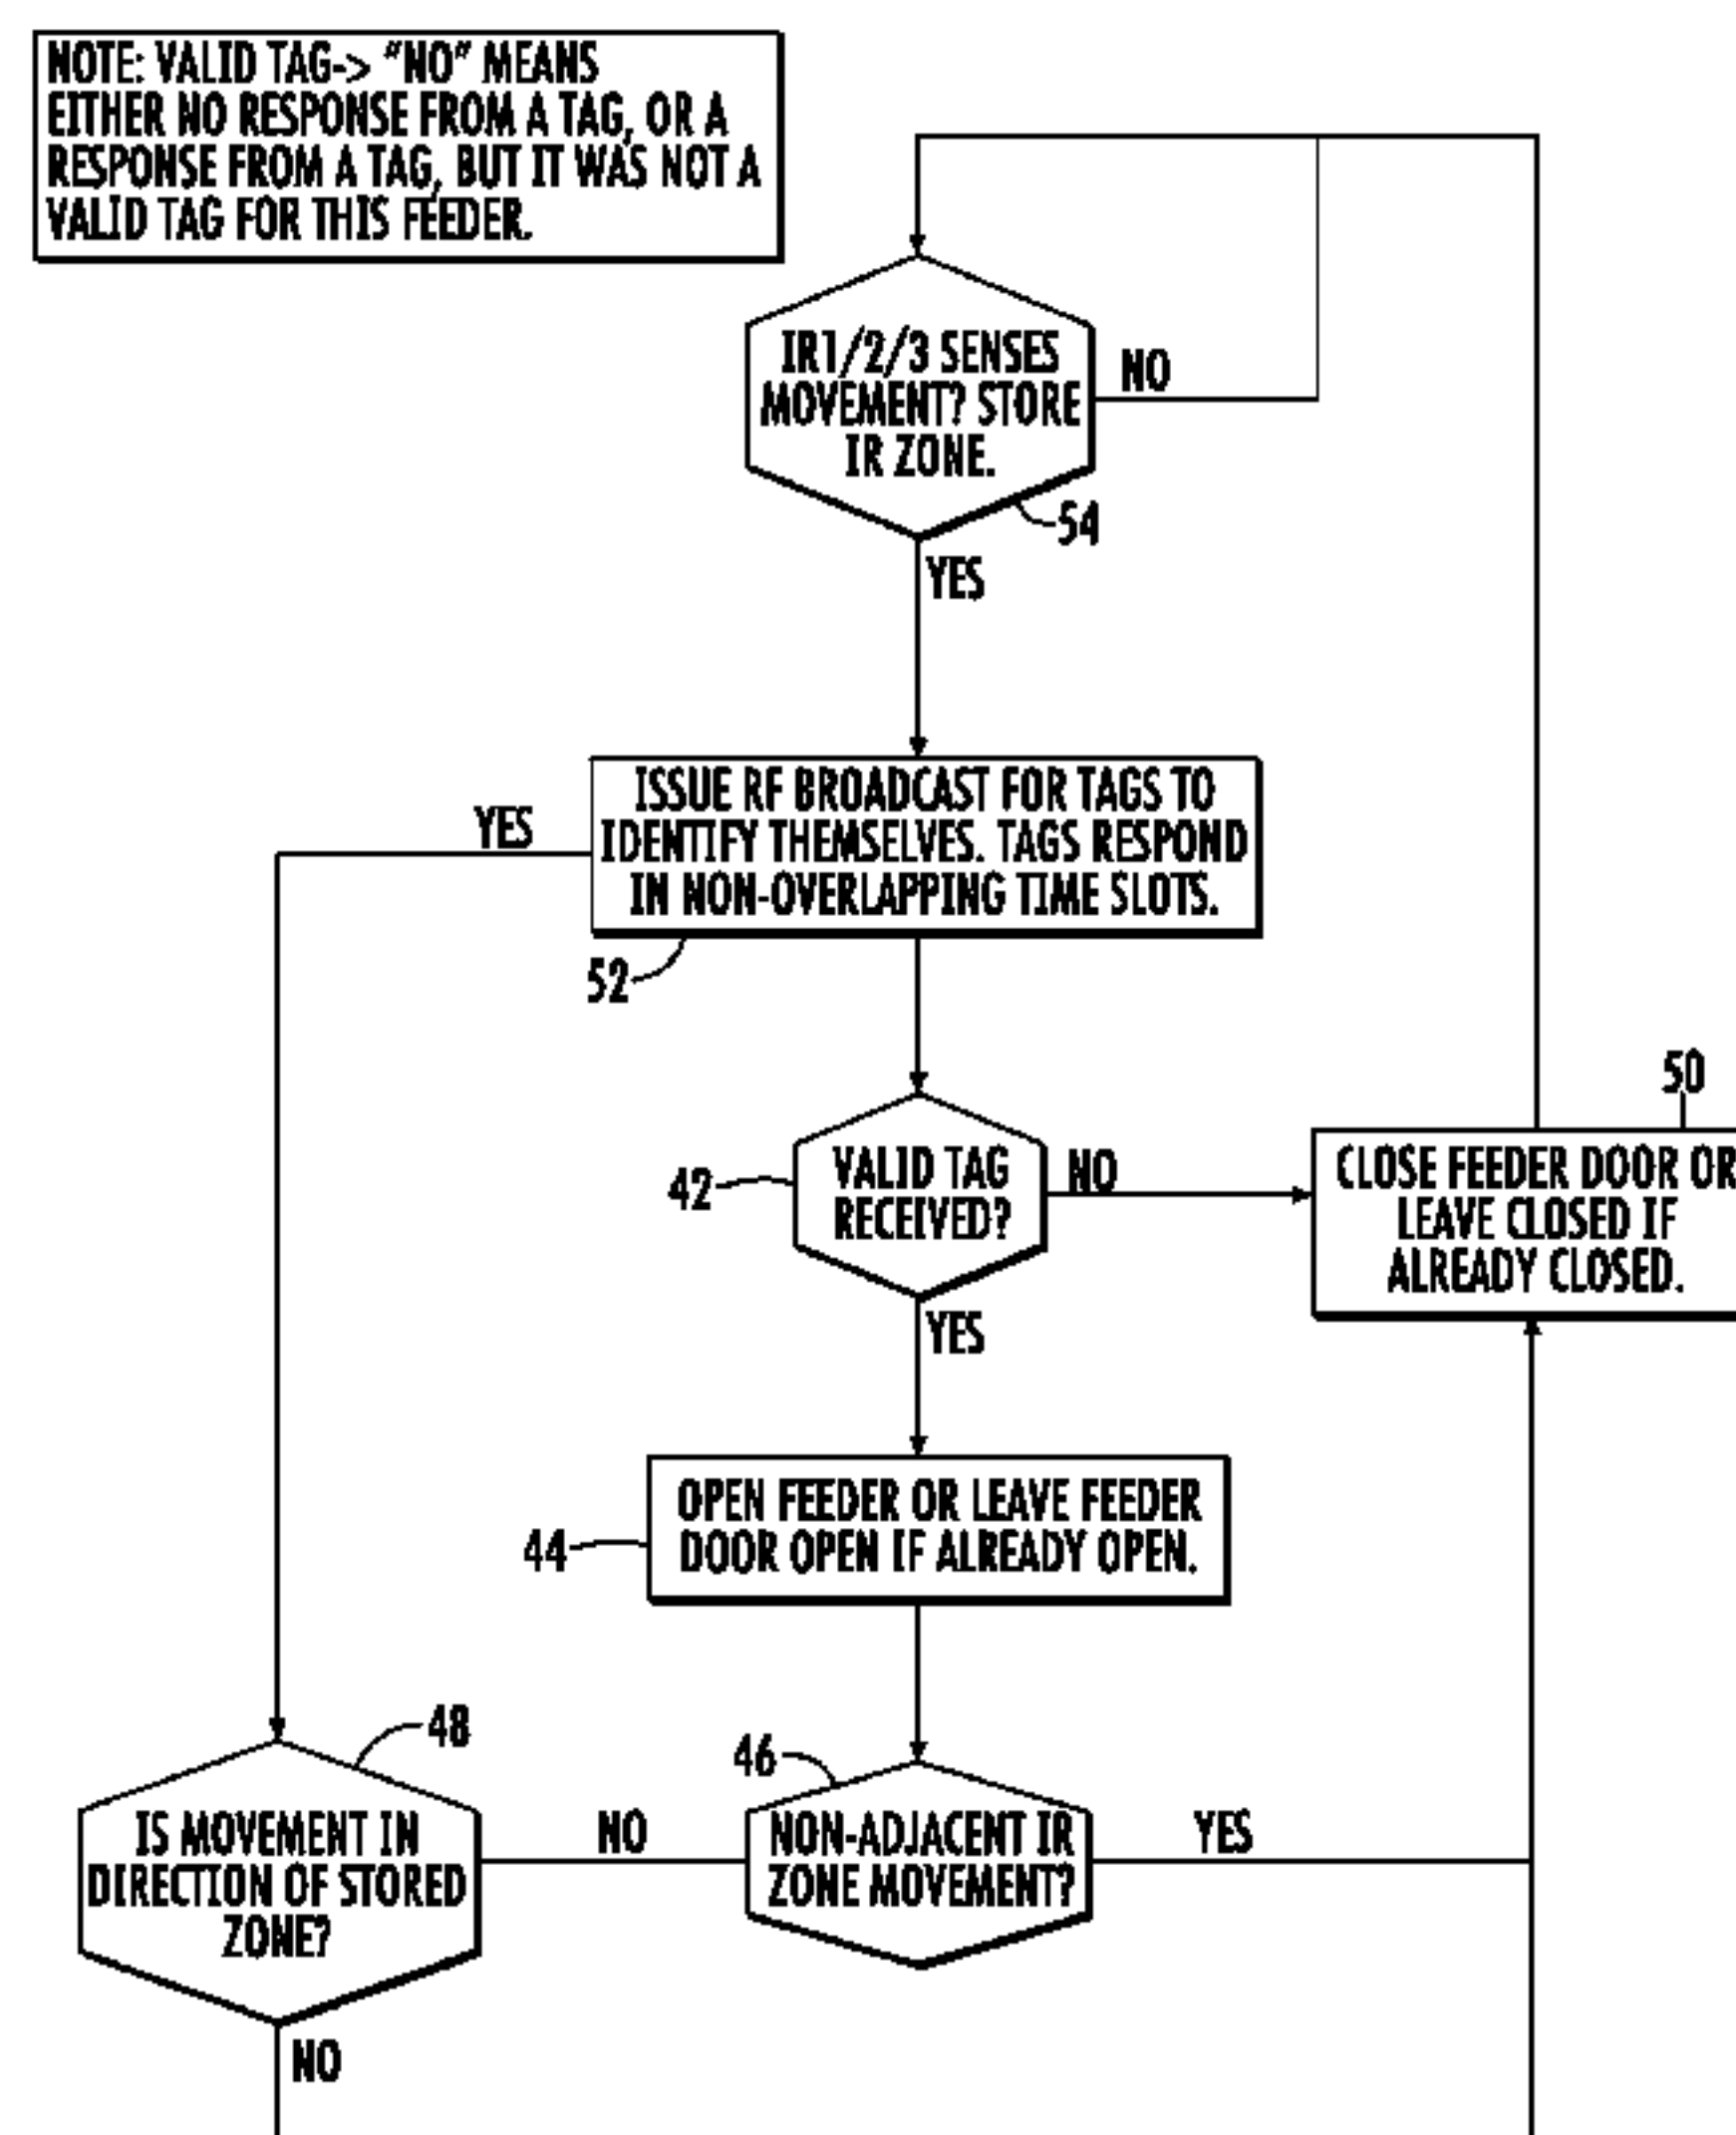 NOTE: VALID TAG-> "NO" MEANS
EITHER NO RESPONSE FROM A TAG, OR A
RESPONSE FROM A TAG, BUT IT WAS NOT A
VALID TAG FOR THIS FEEDER.
IR1/2/3 SENSES
MOVEMENT? STORE
IR ZONE.
NO
54
YES
ISSUE RF BROADCAST FOR TAGS TO
IDENTIFY THEMSELVES. TAGS RESPOND
IN NON-OVERLAPPING TIME SLOTS.
YES
52
50
VALID TAG
RECEIVED?
42
NO
CLOSE FEEDER DOOR OR
LEAVE CLOSED IF
ALREADY CLOSED.
YES
OPEN FEEDER OR LEAVE FEEDER
DOOR OPEN IF ALREADY OPEN.
44
48
46
IS MOVEMENT IN
DIRECTION OF STORED
ZONE?
NO
NON-ADJACENT IR
ZONE MOVEMENT?
YES
NO